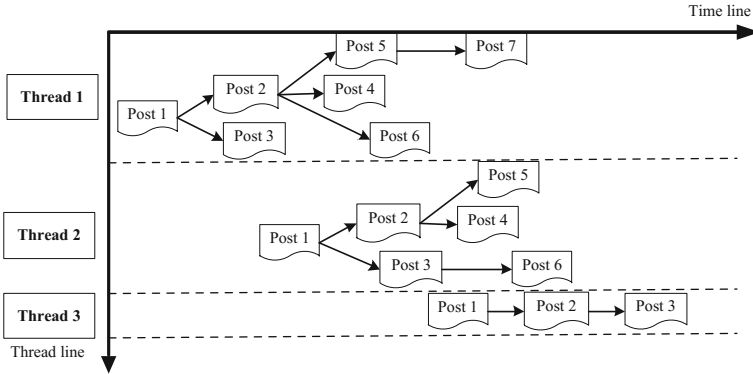 Time line
Thread 1
Post 1
Post 2
Post 3
Post 5
Post 4
Post 6
Post 7
Thread 2
Post 1
Post 2
Post 3
Post 5
Post 4
Post 6
Thread 3
Post 1
Post 2
Post 3
Thread line